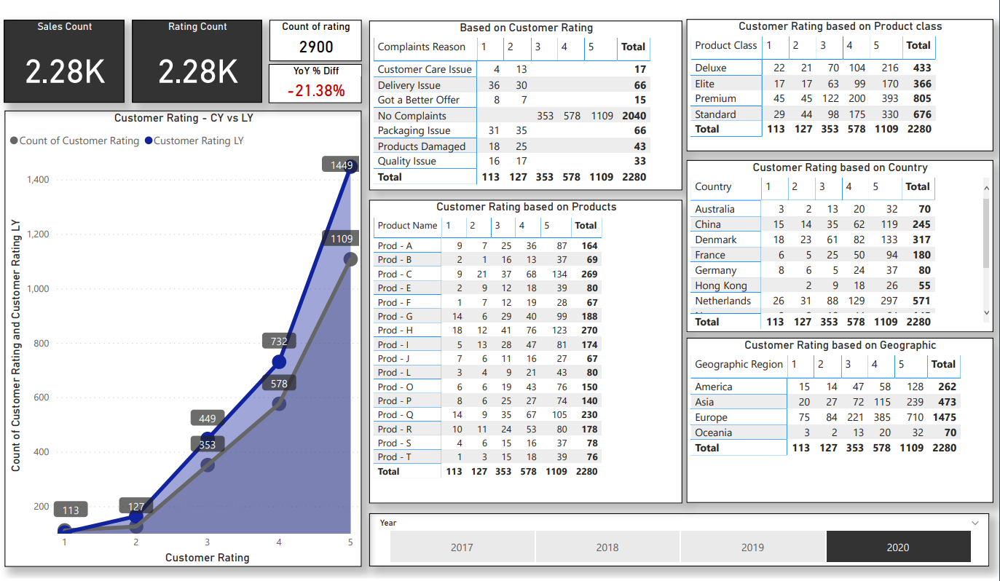 Sales Count
2.28K
Rating Count
2.28K
Count of rating
2900
YoY % Diff
-21.38%
Customer Rating - CY vs LY
Count of Customer Rating Customer Rating LY
Count of Customer Rating and Customer Rating LY
1,400
1,200
1,000
800
600
400
200
1449
1109
732
578
449
353
127
113
1 2 3 4 5
Customer Rating
Based on Customer Rating
Complaints Reason 1 2 3 4 5 Total
Customer Care Issue 4 13 17
Delivery Issue 36 30 66
Got a Better Offer 8 7 15
No Complaints 353 578 1109 2040
Packaging Issue 31 35 66
Products Damaged 18 25 43
Quality Issue 16 17 33
Total 113 127 353 578 1109 2280
Customer Rating based on Products
Product Name 1 2 3 4 5 Total
Prod - A 9 7 25 36 87 164
Prod - B 2 1 16 13 37 69
Prod - C 9 21 37 68 134 269
Prod - E 2 9 12 18 39 80
Prod - F 1 7 12 19 28 67
Prod - G 14 6 29 40 99 188
Prod - H 18 12 41 76 123 270
Prod - I 5 13 28 47 81 174
Prod - J 7 6 11 16 27 67
Prod - L 3 4 9 21 43 80
Prod - O 6 6 19 43 76 150
Prod - P 8 6 25 27 74 140
Prod - Q 14 9 35 67 105 230
Prod - R 10 11 24 53 80 178
Prod - S 4 6 15 16 37 78
Prod - T 1 3 15 18 39 76
Total 113 127 353 578 1109 2280
Customer Rating based on Product class
Product Class 1 2 3 4 5 Total
Deluxe 22 21 70 104 216 433
Elite 17 17 63 99 170 366
Premium 45 45 122 200 393 805
Standard 29 44 98 175 330 676
Total 113 127 353 578 1109 2280
Customer Rating based on Country
Country 1 2 3 4 5 Total
Australia 3 2 13 20 32 70
China 15 14 35 62 119 245
Denmark 18 23 61 82 133 317
France 6 5 25 50 94 180
Germany 8 6 5 24 37 80
Hong Kong 2 9 18 26 55
Netherlands 26 31 88 129 297 571
Total 113 127 353 578 1109 2280
Customer Rating based on Geographic
Geographic Region 1 2 3 4 5 Total
America 15 14 47 58 128 262
Asia 20 27 72 115 239 473
Europe 75 84 221 385 710 1475
Oceania 3 2 13 20 32 70
Total 113 127 353 578 1109 2280
Year
2017 2018 2019 2020